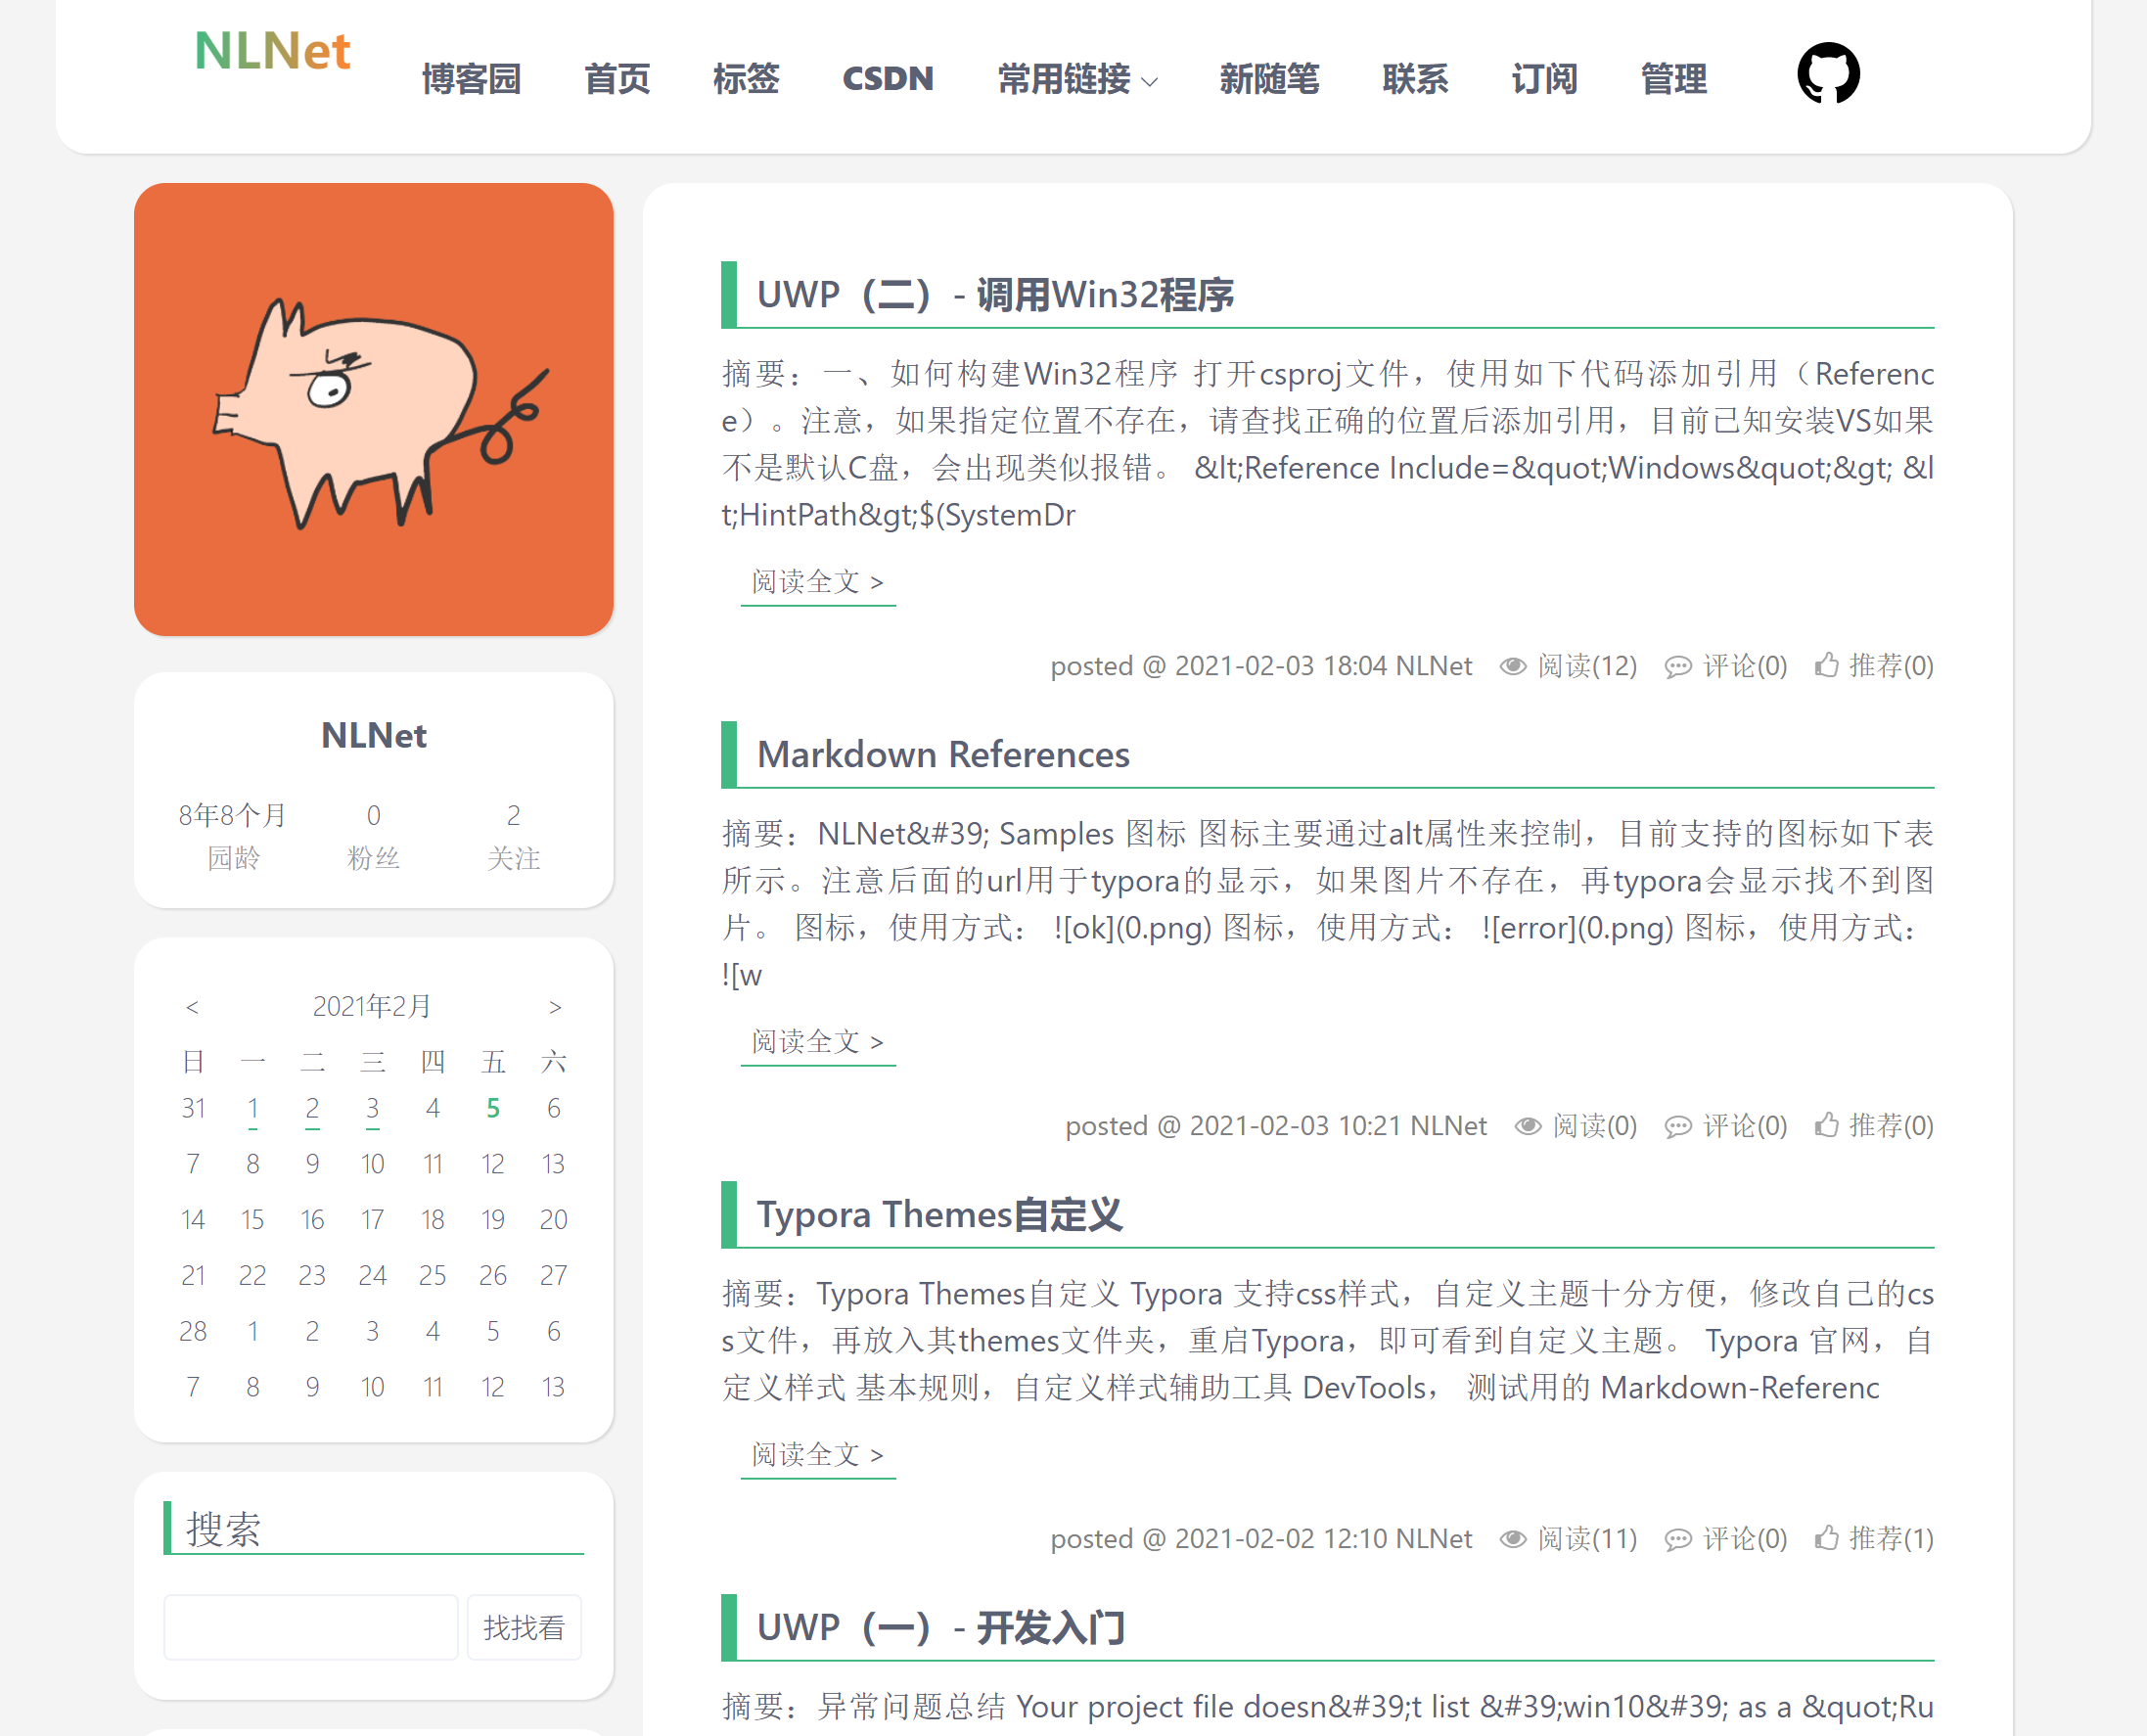 NLNet
博客园 首页 标签 CSDN 常用链接 新随笔 联系 订阅 管理
NLNet
8年8个月 0 2
园龄 粉丝 关注
< 2021年2月 >
日 一 二 三 四 五 六
31 1 2 3 4 5 6
7 8 9 10 11 12 13
14 15 16 17 18 19 20
21 22 23 24 25 26 27
28 1 2 3 4 5 6
7 8 9 10 11 12 13
搜索
找找看
UWP（二）- 调用Win32程序
摘要：一、如何构建Win32程序 打开csproj文件，使用如下代码添加引用（Referenc
e）。注意，如果指定位置不存在，请查找正确的位置后添加引用，目前已知安装VS如果
不是默认C盘，会出现类似报错。 &lt;Reference Include=&quot;Windows&quot;&gt; &l
t;HintPath&gt;$(SystemDr
阅读全文 >
posted @ 2021-02-03 18:04 NLNet 阅读(12) 评论(0) 推荐(0)
Markdown References
摘要：NLNet&#39; Samples 图标 图标主要通过alt属性来控制，目前支持的图标如下表
所示。注意后面的url用于typora的显示，如果图片不存在，再typora会显示找不到图
片。 图标，使用方式： ![ok](0.png) 图标，使用方式： ![error](0.png) 图标，使用方式：
![w
阅读全文 >
posted @ 2021-02-03 10:21 NLNet 阅读(0) 评论(0) 推荐(0)
Typora Themes自定义
摘要：Typora Themes自定义 Typora 支持css样式，自定义主题十分方便，修改自己的cs
s文件，再放入其themes文件夹，重启Typora，即可看到自定义主题。 Typora 官网，自
定义样式 基本规则，自定义样式辅助工具 DevTools， 测试用的 Markdown-Referenc
阅读全文 >
posted @ 2021-02-02 12:10 NLNet 阅读(11) 评论(0) 推荐(1)
UWP（一）- 开发入门
摘要：异常问题总结 Your project file doesn&#39;t list &#39;win10&#39; as a &quot;Ru